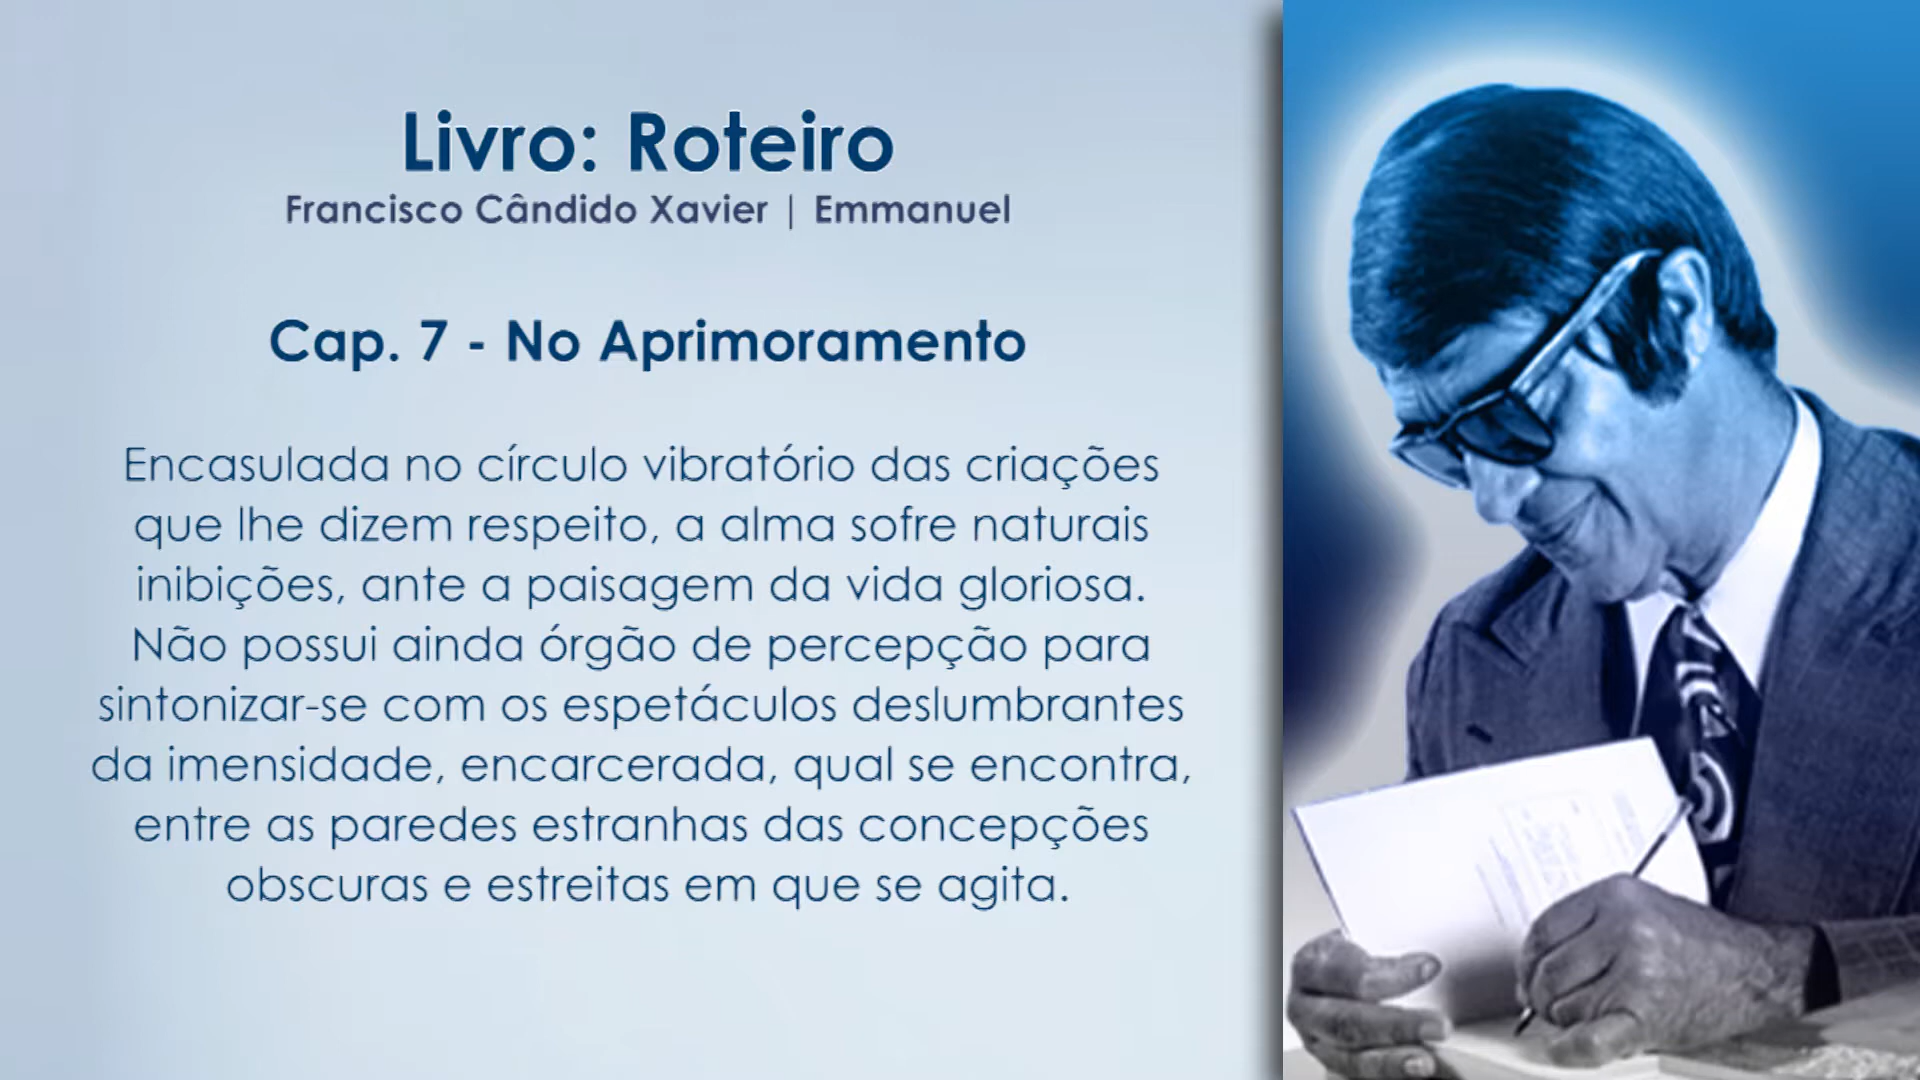 Livro: Roteiro
Francisco Cândido Xavier | Emmanuel
Cap. 7 - No Aprimoramento
Encasulada no círculo vibratório das criações
que lhe dizem respeito, a alma sofre naturais
inibições, ante a paisagem da vida gloriosa.
Não possui ainda órgão de percepção para
sintonizar-se com os espetáculos deslumbrantes
da imensidade, encarcerada, qual se encontra,
entre as paredes estranhas das concepções
obscuras e estreitas em que se agita.